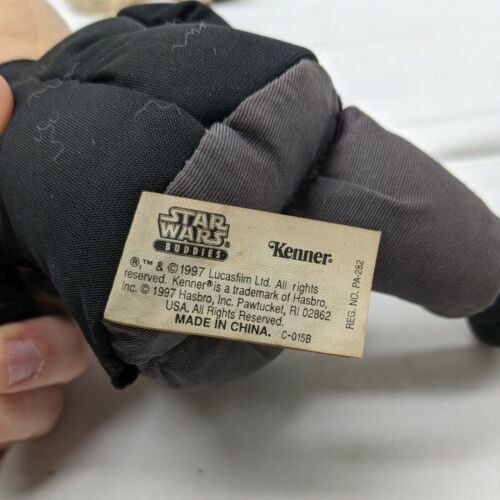 STAR
WARS
BUDDIES
Kenner®
®,™ & ©1997 Lucasfilm Ltd. All rights
reserved. Kenner® is a trademark of Hasbro,
Inc. © 1997 Hasbro, Inc. Pawtucket, RI 02862
USA. All Rights Reserved.
MADE IN CHINA. C-015B
REG. NO. PA-282